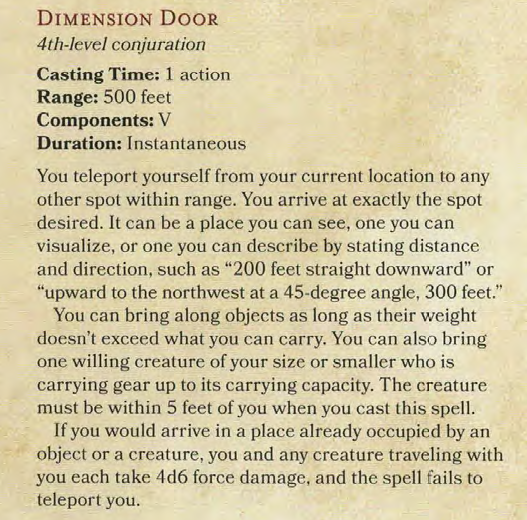 DIMENSION DOOR
4th-level conjuration
Casting Time: 1 action
Range: 500 feet
Components: V
Duration: Instantaneous
You teleport yourself from your current location to any
other spot within range. You arrive at exactly the spot
desired. It can be a place you can see, one you can
visualize, or one you can describe by stating distance
and direction, such as “200 feet straight downward” or
“upward to the northwest at a 45-degree angle, 300 feet.”
You can bring along objects as long as their weight
doesn’t exceed what you can carry. You can also bring
one willing creature of your size or smaller who is
carrying gear up to its carrying capacity. The creature
must be within 5 feet of you when you cast this spell.
If you would arrive in a place already occupied by an
object or a creature, you and any creature traveling with
you each take 4d6 force damage, and the spell fails to
teleport you.